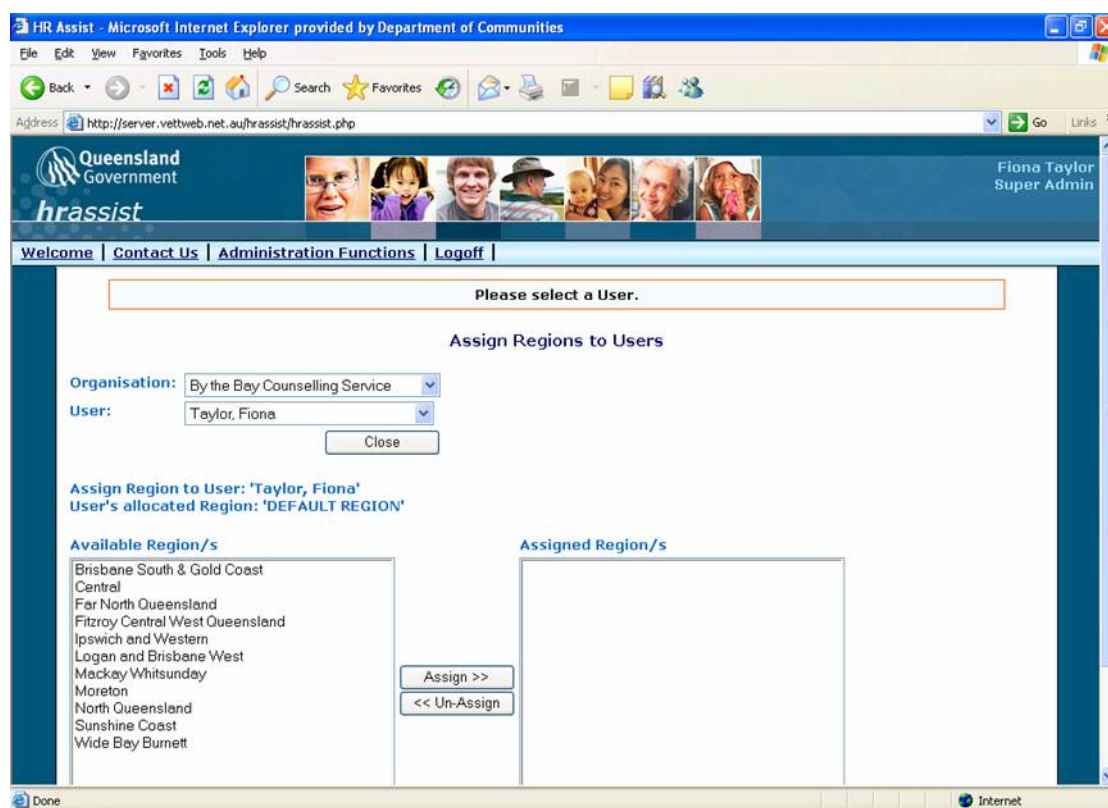 HR Assist - Microsoft Internet Explorer provided by Department of Communities
File Edit View Favorites Tools Help
Back Search Favorites
Address http://server.vettweb.net.au/hrassist/hrassist.php Go Links
Queensland
Government
hrassist
Fiona Taylor
Super Admin
Welcome | Contact Us | Administration Functions | Logoff |
Please select a User.
Assign Regions to Users
Organisation: By the Bay Counselling Service
User: Taylor, Fiona
Close
Assign Region to User: 'Taylor, Fiona'
User's allocated Region: 'DEFAULT REGION'
Available Region/s
Brisbane South & Gold Coast
Central
Far North Queensland
Fitzroy Central West Queensland
Ipswich and Western
Logan and Brisbane West
Mackay Whitsunday
Moreton
North Queensland
Sunshine Coast
Wide Bay Burnett
Assign >>
<< Un-Assign
Assigned Region/s
Done Internet